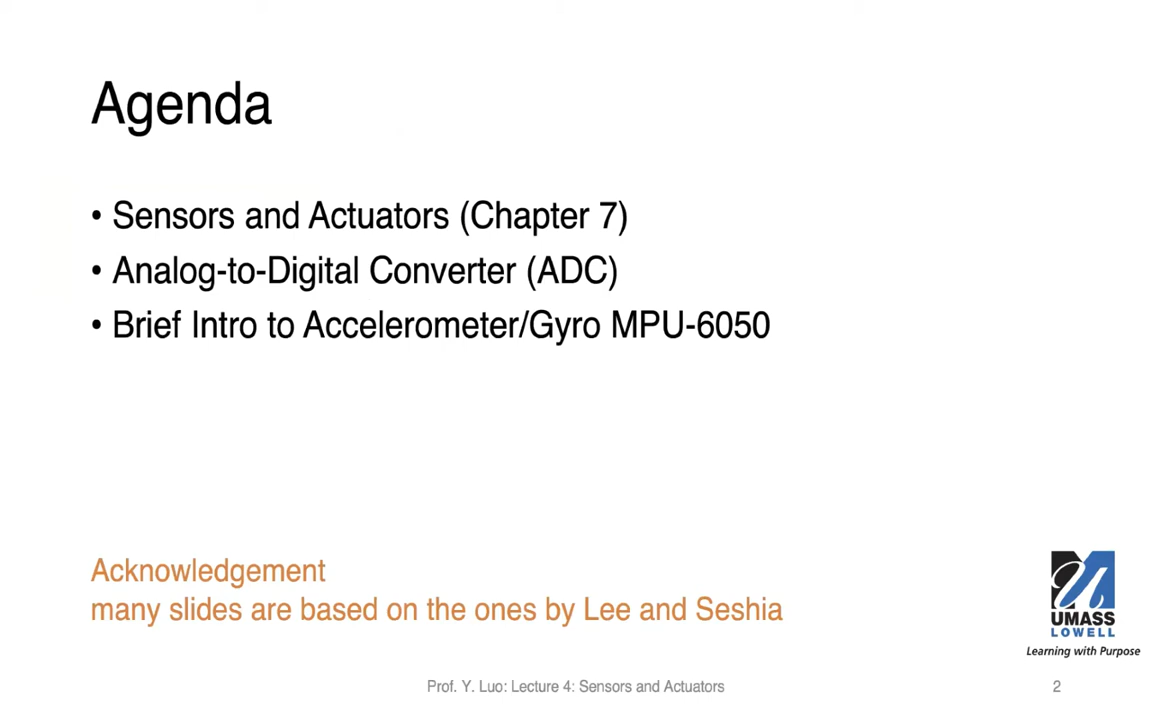 Agenda
• Sensors and Actuators (Chapter 7)
• Analog-to-Digital Converter (ADC)
• Brief Intro to Accelerometer/Gyro MPU-6050
Acknowledgement
many slides are based on the ones by Lee and Seshia
UMASS
LOWELL
Learning with Purpose
Prof. Y. Luo: Lecture 4: Sensors and Actuators
2